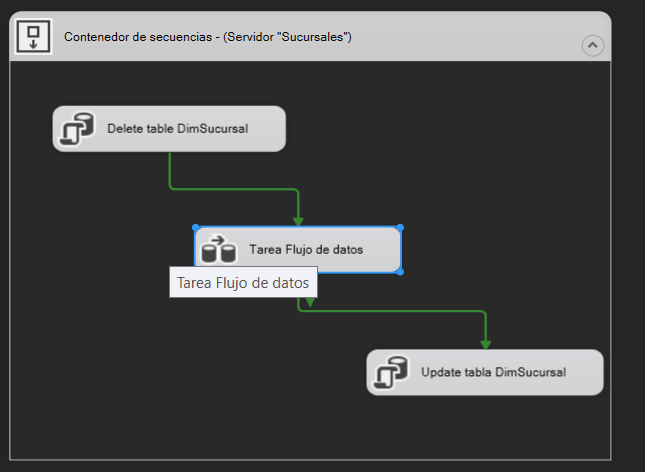 Contenedor de secuencias - (Servidor "Sucursales")
Delete table DimSucursal
Tarea Flujo de datos
Tarea Flujo de datos
Update tabla DimSucursal